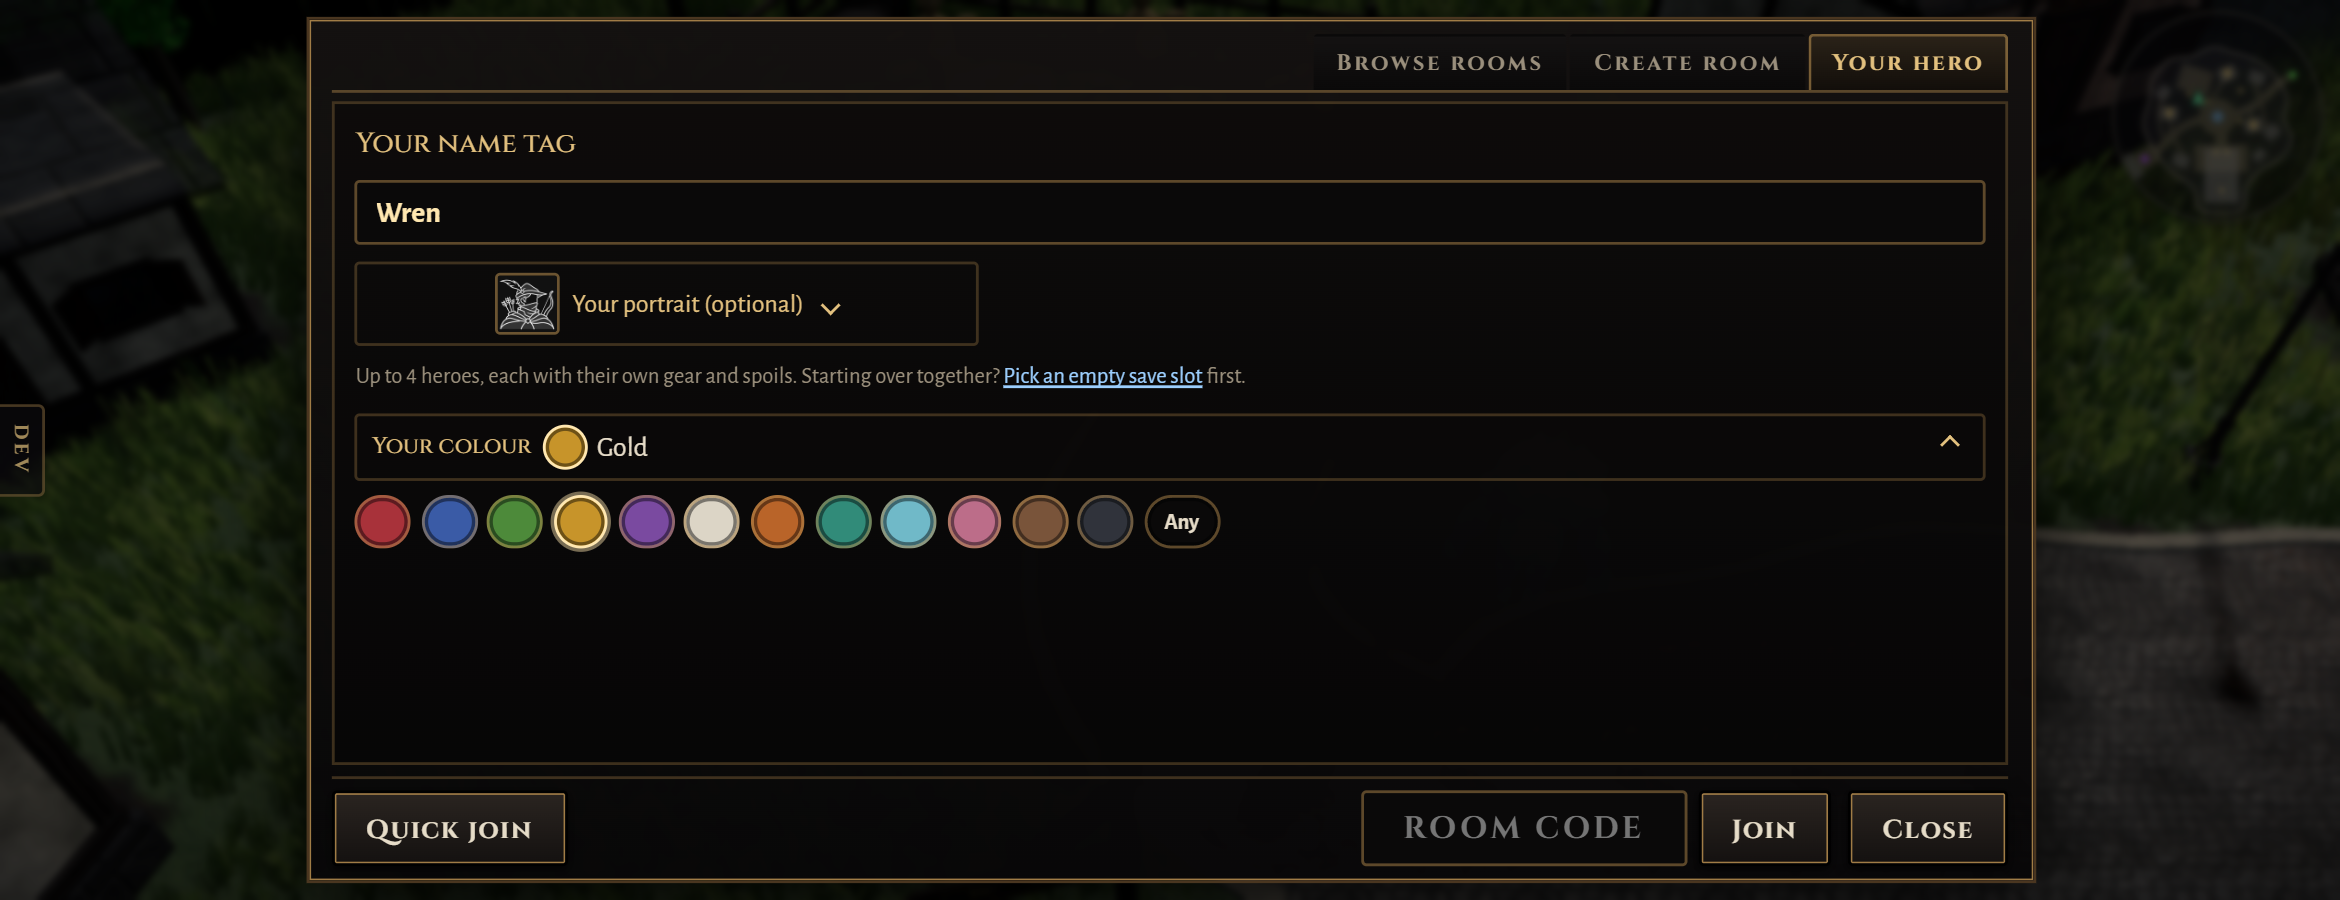 Browse rooms
Create room
Your hero
Your name tag
Wren
Your portrait (optional)
Up to 4 heroes, each with their own gear and spoils. Starting over together? Pick an empty save slot first.
Your colour
Gold
Any
DEV
Quick join
ROOM CODE
Join
Close